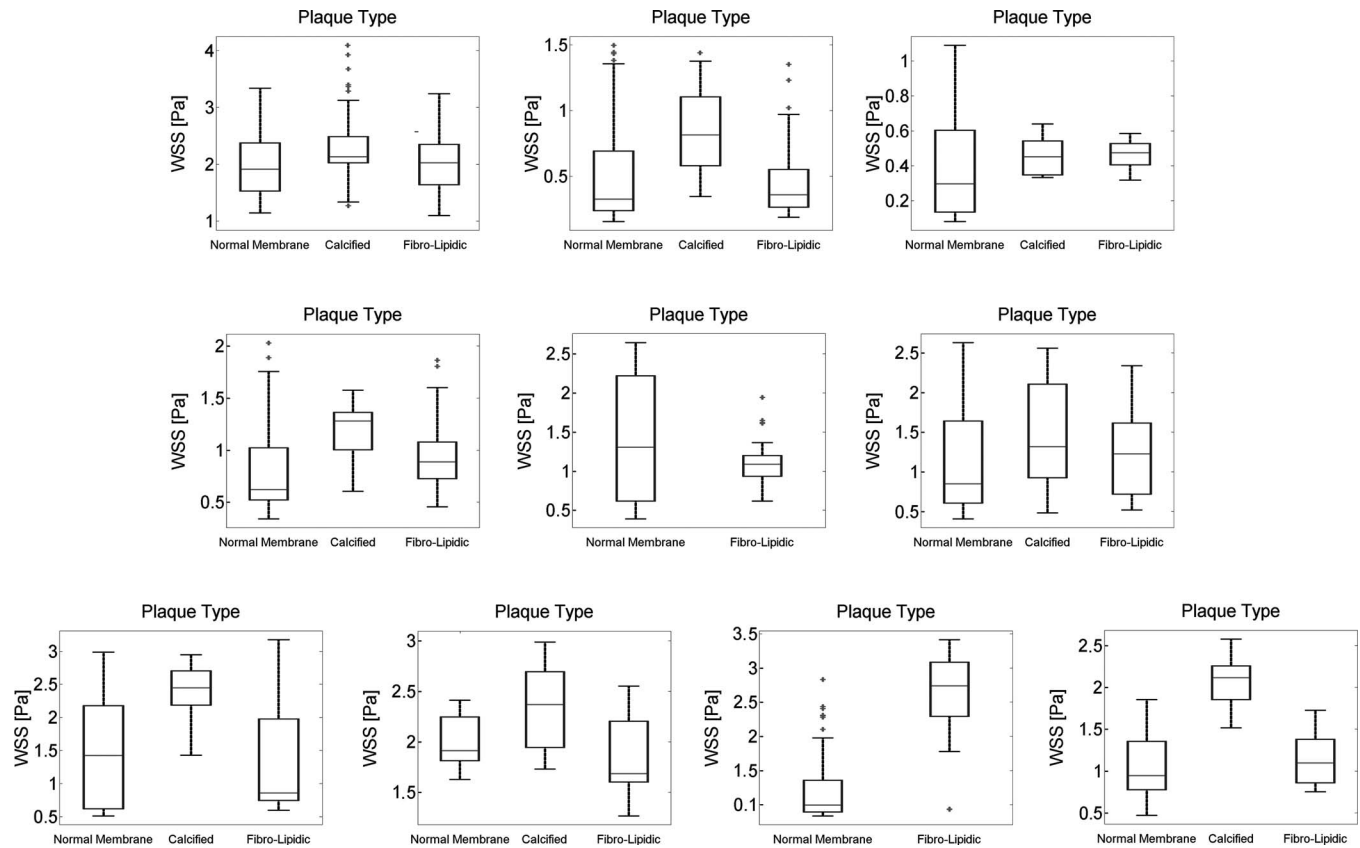 Plaque Type
WSS [Pa]
4
3
2
1
Normal Membrane Calcified Fibro-Lipidic
Plaque Type
WSS [Pa]
1.5
1
0.5
Normal Membrane Calcified Fibro-Lipidic
Plaque Type
WSS [Pa]
1
0.8
0.6
0.4
0.2
Normal Membrane Calcified Fibro-Lipidic
Plaque Type
WSS [Pa]
2
1.5
1
0.5
Normal Membrane Calcified Fibro-Lipidic
Plaque Type
WSS [Pa]
2.5
2
1.5
1
0.5
Normal Membrane Fibro-Lipidic
Plaque Type
WSS [Pa]
2.5
2
1.5
1
0.5
Normal Membrane Calcified Fibro-Lipidic
Plaque Type
WSS [Pa]
3
2.5
2
1.5
1
0.5
Normal Membrane Calcified Fibro-Lipidic
Plaque Type
WSS [Pa]
3
2.5
2
1.5
Normal Membrane Calcified Fibro-Lipidic
Plaque Type
WSS [Pa]
3.5
3
2.5
2
1.5
0.1
Normal Membrane Fibro-Lipidic
Plaque Type
WSS [Pa]
2.5
2
1.5
1
0.5
Normal Membrane Calcified Fibro-Lipidic